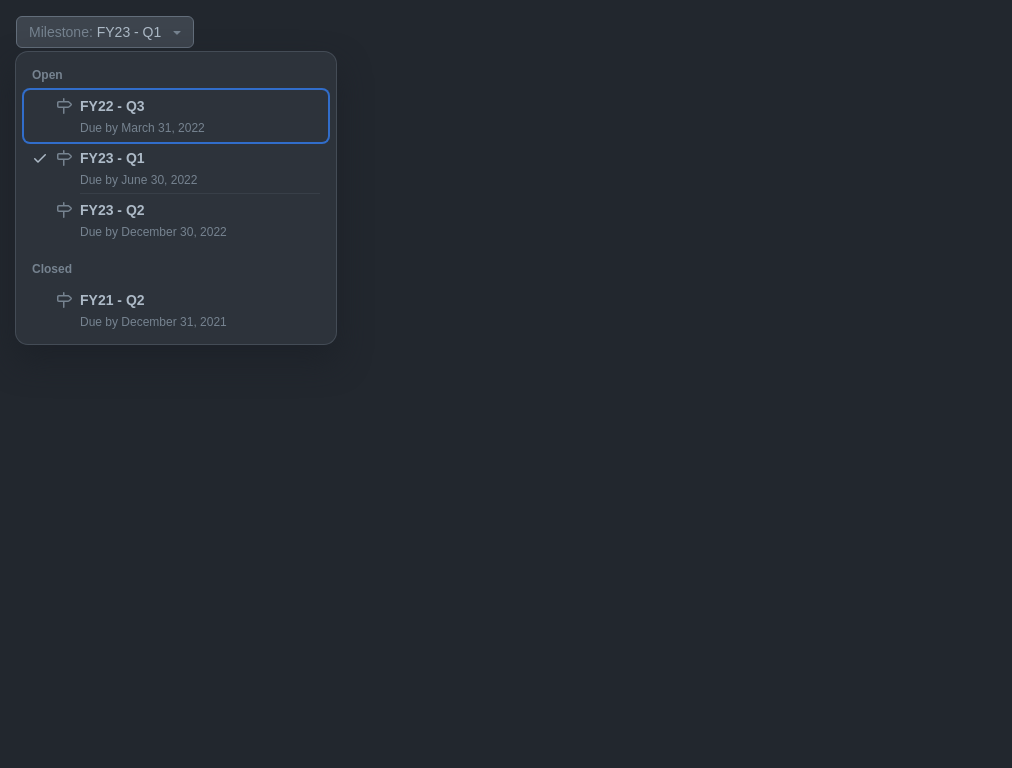 Milestone: FY23 - Q1
Open
FY22 - Q3
Due by March 31, 2022
FY23 - Q1
Due by June 30, 2022
FY23 - Q2
Due by December 30, 2022
Closed
FY21 - Q2
Due by December 31, 2021